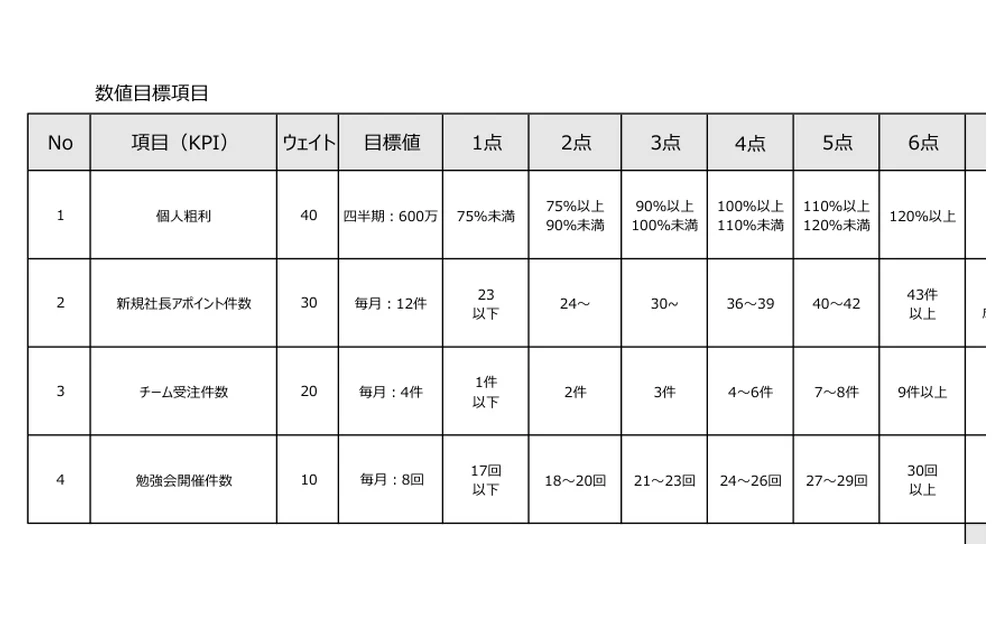 数値目標項目
No 項目（KPI） ウェイト 目標値 1点 2点 3点 4点 5点 6点
1 個人粗利 40 四半期：600万 75%未満 75%以上 90%未満 90%以上 100%未満 100%以上 110%未満 110%以上 120%未満 120%以上
2 新規社長アポイント件数 30 毎月：12件 23 以下 24～ 30~ 36～39 40～42 43件 以上
3 チーム受注件数 20 毎月：4件 1件 以下 2件 3件 4～6件 7～8件 9件以上
4 勉強会開催件数 10 毎月：8回 17回 以下 18～20回 21～23回 24～26回 27～29回 30回 以上